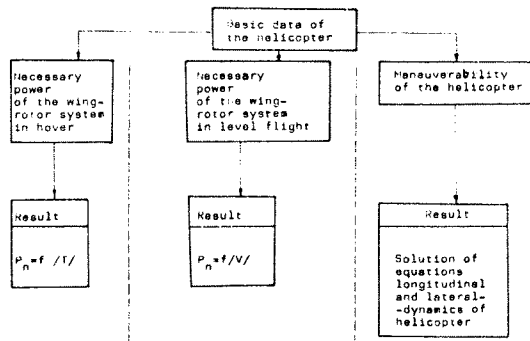 Basic data of
the helicopter
Necessary
power
of the wing-
rotor system
in hover
Necessary
power
of the wing-
rotor system
in level flight
Maneuverability
of the helicopter
Result
P_n=f /T/
Result
P_n=f/V/
Result
Solution of
equations
longitudinal
and lateral-
-dynamics of
helicopter